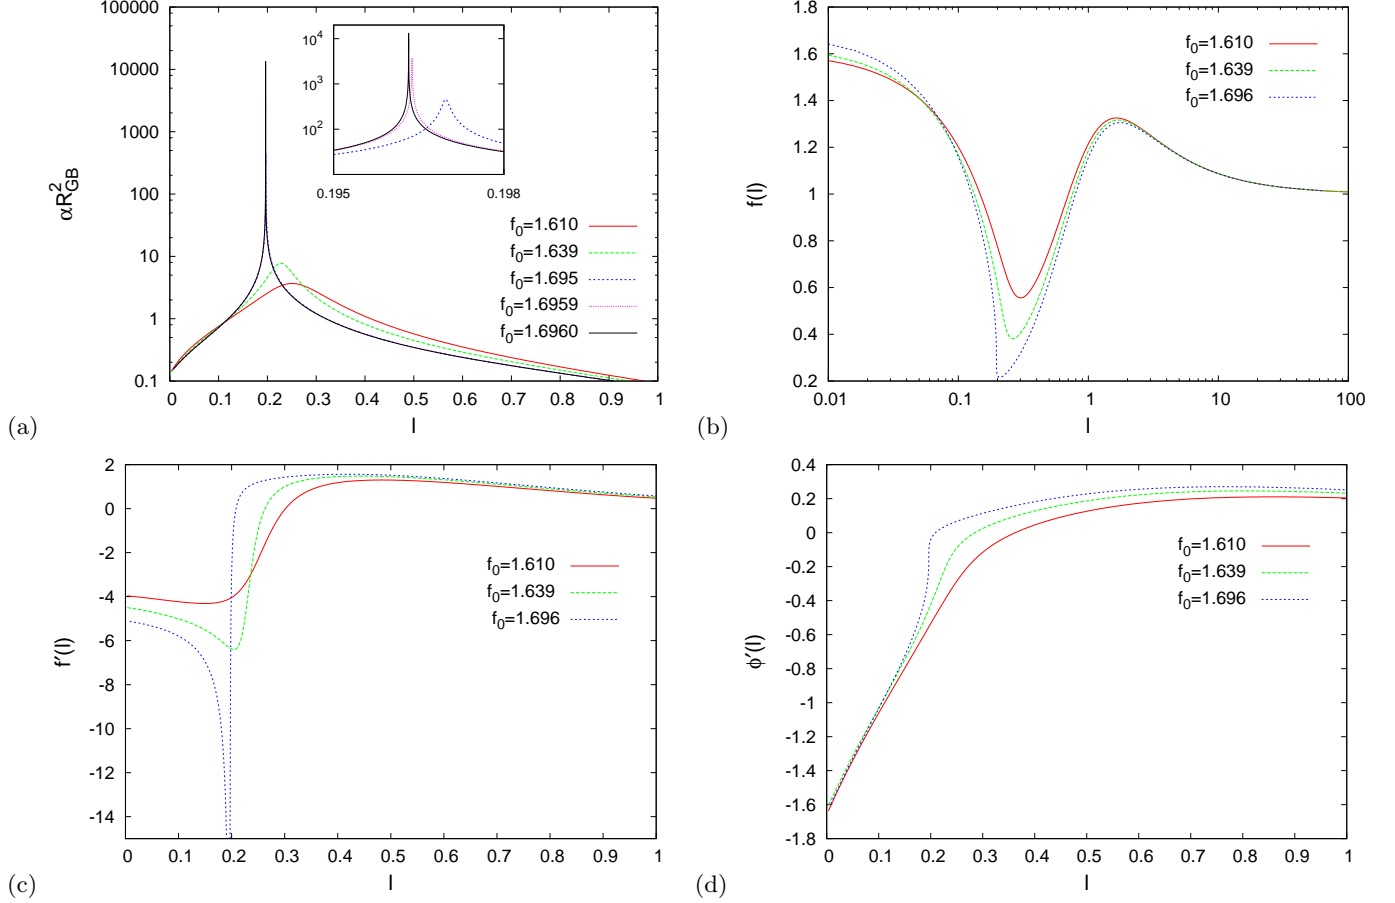 100000
10000
1000
100
10
1
0.1
αR²GB
0 0.1 0.2 0.3 0.4 0.5 0.6 0.7 0.8 0.9 1
l
10⁴
10³
10²
0.195 0.198
f₀=1.610
f₀=1.639
f₀=1.695
f₀=1.6959
f₀=1.6960
(a)
1.8
1.6
1.4
1.2
1
0.8
0.6
0.4
0.2
f(l)
0.01 0.1 1 10 100
l
f₀=1.610
f₀=1.639
f₀=1.696
(b)
2
0
-2
-4
-6
-8
-10
-12
-14
f′(l)
0 0.1 0.2 0.3 0.4 0.5 0.6 0.7 0.8 0.9 1
l
f₀=1.610
f₀=1.639
f₀=1.696
(c)
0.4
0.2
0
-0.2
-0.4
-0.6
-0.8
-1
-1.2
-1.4
-1.6
-1.8
ϕ′(l)
0 0.1 0.2 0.3 0.4 0.5 0.6 0.7 0.8 0.9 1
l
f₀=1.610
f₀=1.639
f₀=1.696
(d)